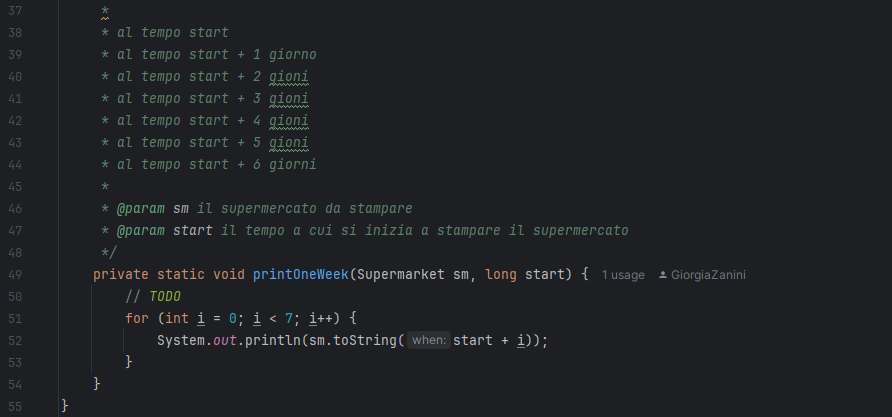 37 *
38 * al tempo start
39 * al tempo start + 1 giorno
40 * al tempo start + 2 gioni
41 * al tempo start + 3 gioni
42 * al tempo start + 4 gioni
43 * al tempo start + 5 gioni
44 * al tempo start + 6 giorni
45 *
46 * @param sm il supermercato da stampare
47 * @param start il tempo a cui si inizia a stampare il supermercato
48 */
49 private static void printOneWeek(Supermarket sm, long start) { 1 usage GiorgiaZanini
50 // TODO
51 for (int i = 0; i < 7; i++) {
52 System.out.println(sm.toString( when: start + i));
53 }
54 }
55 }